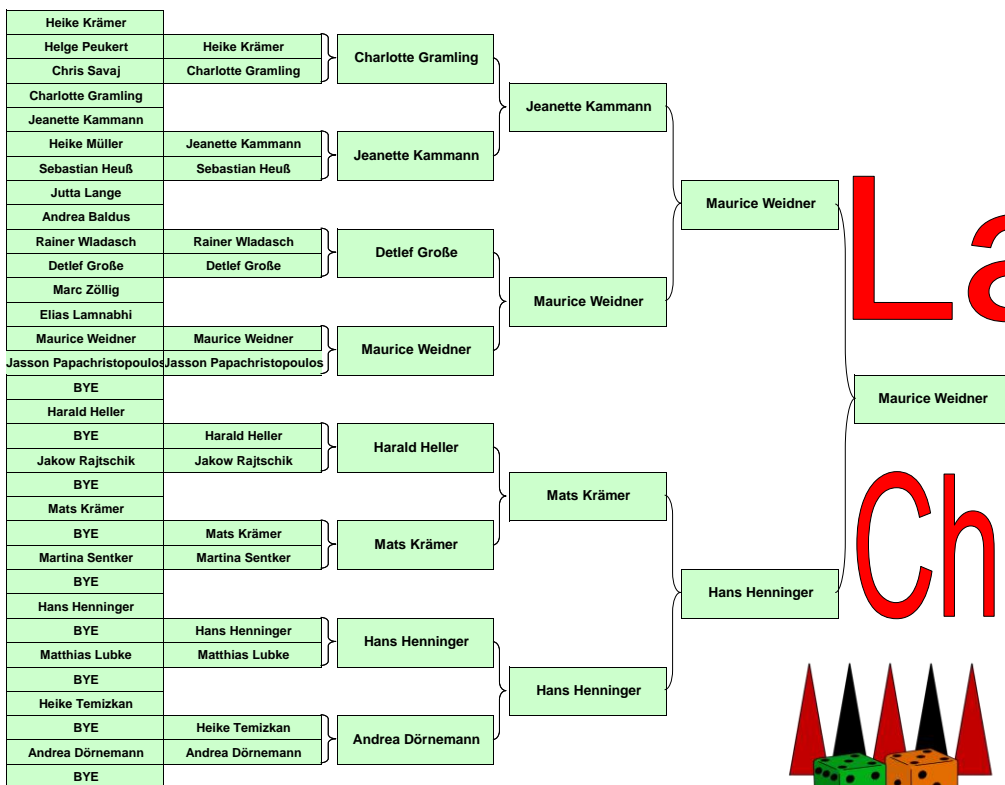 Heike Krämer
Helge Peukert
Chris Savaj
Charlotte Gramling
Jeanette Kammann
Heike Müller
Sebastian Heuß
Jutta Lange
Andrea Baldus
Rainer Wladasch
Detlef Große
Marc Zöllig
Elias Lamnabhi
Maurice Weidner
Jasson Papachristopoulos
BYE
Harald Heller
BYE
Jakow Rajtschik
BYE
Mats Krämer
BYE
Martina Sentker
BYE
Hans Henninger
BYE
Matthias Lubke
BYE
Heike Temizkan
BYE
Andrea Dörnemann
BYE
Heike Krämer
Charlotte Gramling
Jeanette Kammann
Sebastian Heuß
Rainer Wladasch
Detlef Große
Maurice Weidner
Jasson Papachristopoulos
Harald Heller
Jakow Rajtschik
Mats Krämer
Martina Sentker
Hans Henninger
Matthias Lubke
Heike Temizkan
Andrea Dörnemann
Charlotte Gramling
Jeanette Kammann
Detlef Große
Maurice Weidner
Harald Heller
Mats Krämer
Hans Henninger
Andrea Dörnemann
Jeanette Kammann
Maurice Weidner
Mats Krämer
Hans Henninger
Maurice Weidner
Hans Henninger
Maurice Weidner
La
Ch